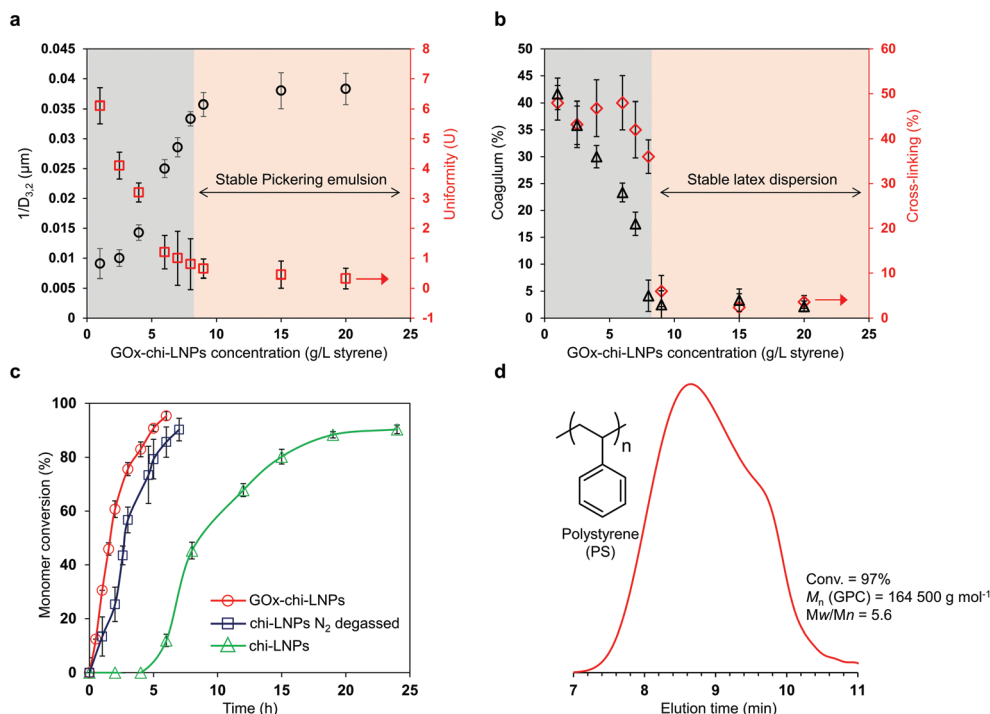 a
0.045
0.04
0.035
0.03
0.025
0.02
0.015
0.01
0.005
0
1/D3,2 (µm)
8
7
6
5
4
3
2
1
0
-1
Uniformity (U)
Stable Pickering emulsion
0 5 10 15 20 25
GOx-chi-LNPs concentration (g/L styrene)
b
50
45
40
35
30
25
20
15
10
5
0
Coagulum (%)
60
50
40
30
20
10
0
Cross-linking (%)
Stable latex dispersion
0 5 10 15 20 25
GOx-chi-LNPs concentration (g/L styrene)
c
100
80
60
40
20
0
Monomer conversion (%)
GOx-chi-LNPs
chi-LNPs N2 degassed
chi-LNPs
0 5 10 15 20 25
Time (h)
d
n
Polystyrene
(PS)
Conv. = 97%
Mn (GPC) = 164 500 g mol-1
Mw/Mn = 5.6
7 8 9 10 11
Elution time (min)